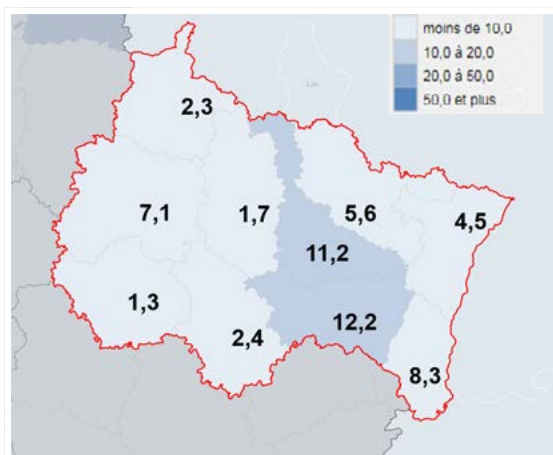 moins de 10,0
10,0 à 20,0
20,0 à 50,0
50,0 et plus
2,3
7,1
1,7
5,6
4,5
11,2
1,3
2,4
12,2
8,3